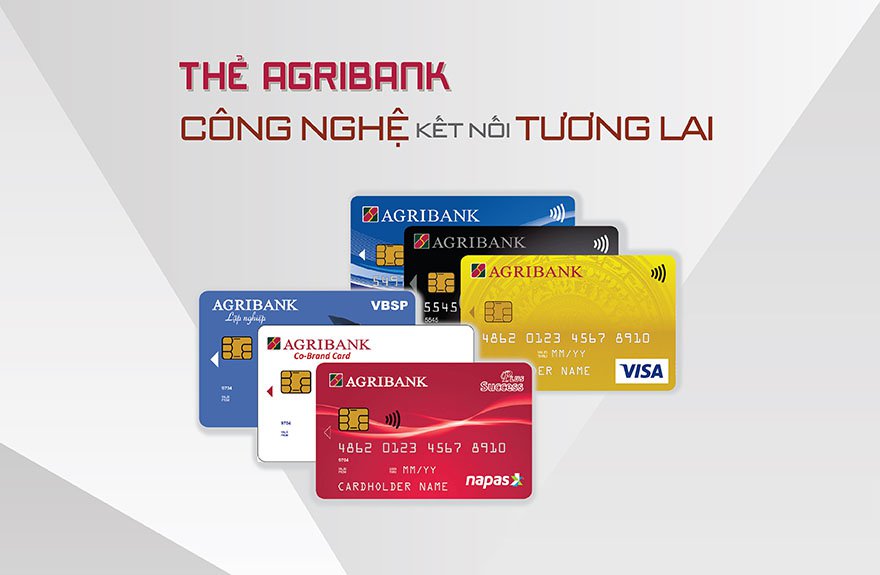 THẺ AGRIBANK
CÔNG NGHỆ KẾT NỐI TƯƠNG LAI
AGRIBANK
AGRIBANK
5545
AGRIBANK
4862 0123 4567 8910
MM/YY
DER NAME
VISA
AGRIBANK
VBSP
Lập nghiệp
9704
AGRIBANK
Co-Brand Card
9704
AGRIBANK
Plus
Success
4862 0123 4567 8910
9704
MM/YY
CARDHOLDER NAME
napas